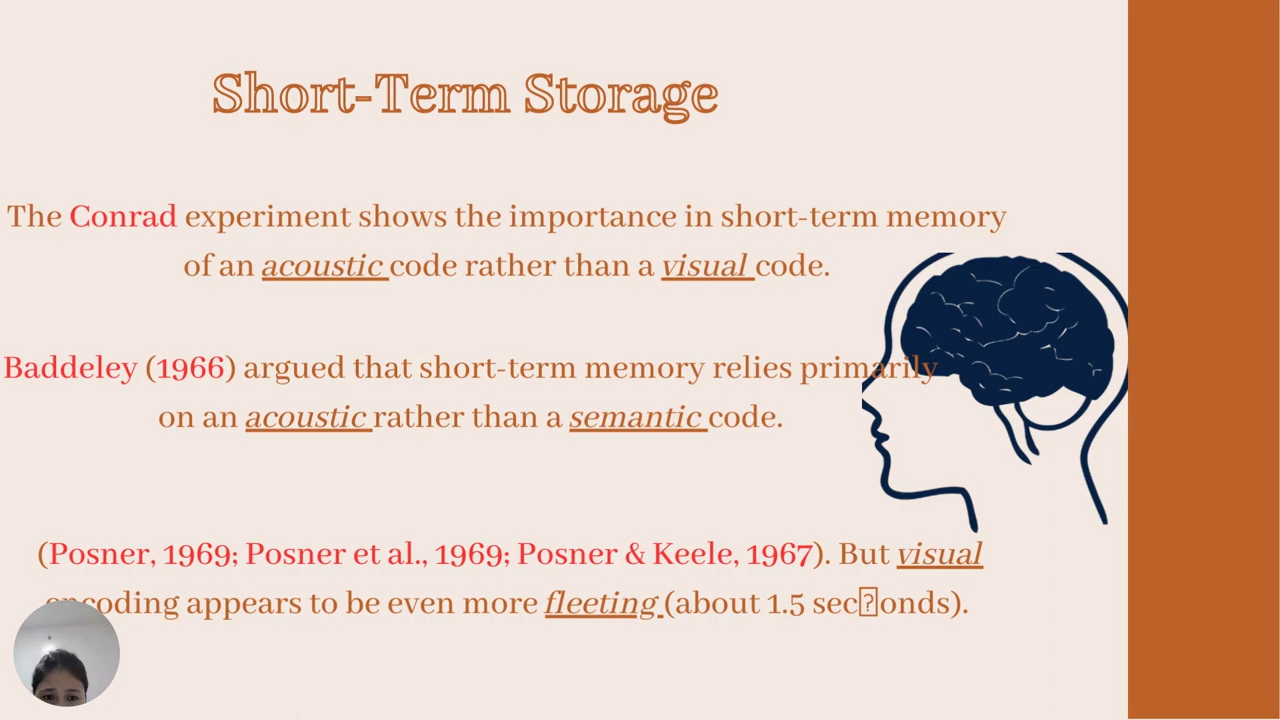 Short-Term Storage
The Conrad experiment shows the importance in short-term memory
of an acoustic code rather than a visual code.
Baddeley (1966) argued that short-term memory relies primarily
on an acoustic rather than a semantic code.
(Posner, 1969; Posner et al., 1969; Posner & Keele, 1967). But visual
encoding appears to be even more fleeting (about 1.5 sec�onds).